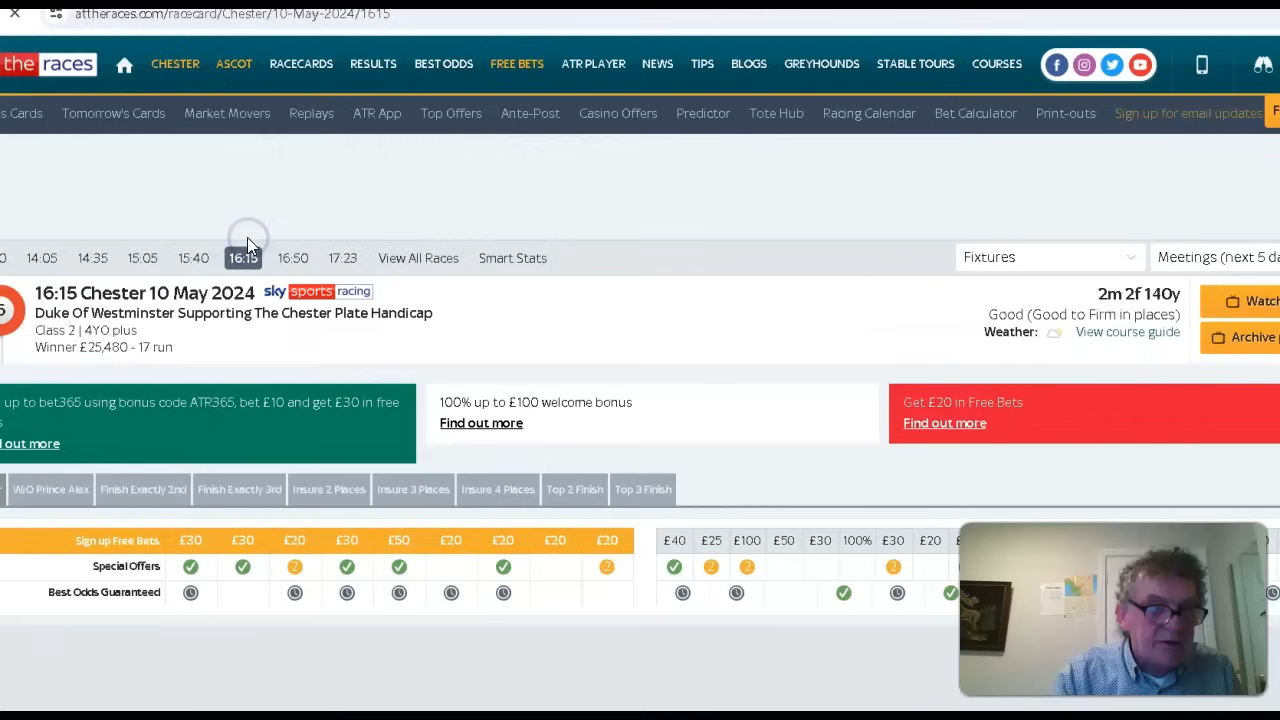 attheraces.com/racecard/Chester/10-May-2024/1615
the races
CHESTER ASCOT RACECARDS RESULTS BEST ODDS FREE BETS ATR PLAYER NEWS TIPS BLOGS GREYHOUNDS STABLE TOURS COURSES
s Cards Tomorrow's Cards Market Movers Replays ATR App Top Offers Ante-Post Casino Offers Predictor Tote Hub Racing Calendar Bet Calculator Print-outs Sign up for email updates F
0 14:05 14:35 15:05 15:40 16:15 16:50 17:23 View All Races Smart Stats Fixtures Meetings (next 5 da
16:15 Chester 10 May 2024 sky sports racing 2m 2f 140y
Duke Of Westminster Supporting The Chester Plate Handicap Good (Good to Firm in places)
Class 2 | 4YO plus Weather: View course guide
Winner £25,480 - 17 run
6
Watch
Archive
up to bet365 using bonus code ATR365, bet £10 and get £30 in free
s
out more
100% up to £100 welcome bonus
Find out more
Get £20 in Free Bets
Find out more
W/O Prince Alex Finish Exactly 2nd Finish Exactly 3rd Insure 2 Places Insure 3 Places Insure 4 Places Top 2 Finish Top 3 Finish
Sign up Free Bets £30 £30 £20 £30 £50 £20 £20 £20 £20 £40 £25 £100 £50 £30 100% £30 £20
Special Offers 2 2 2 2 2
Best Odds Guaranteed